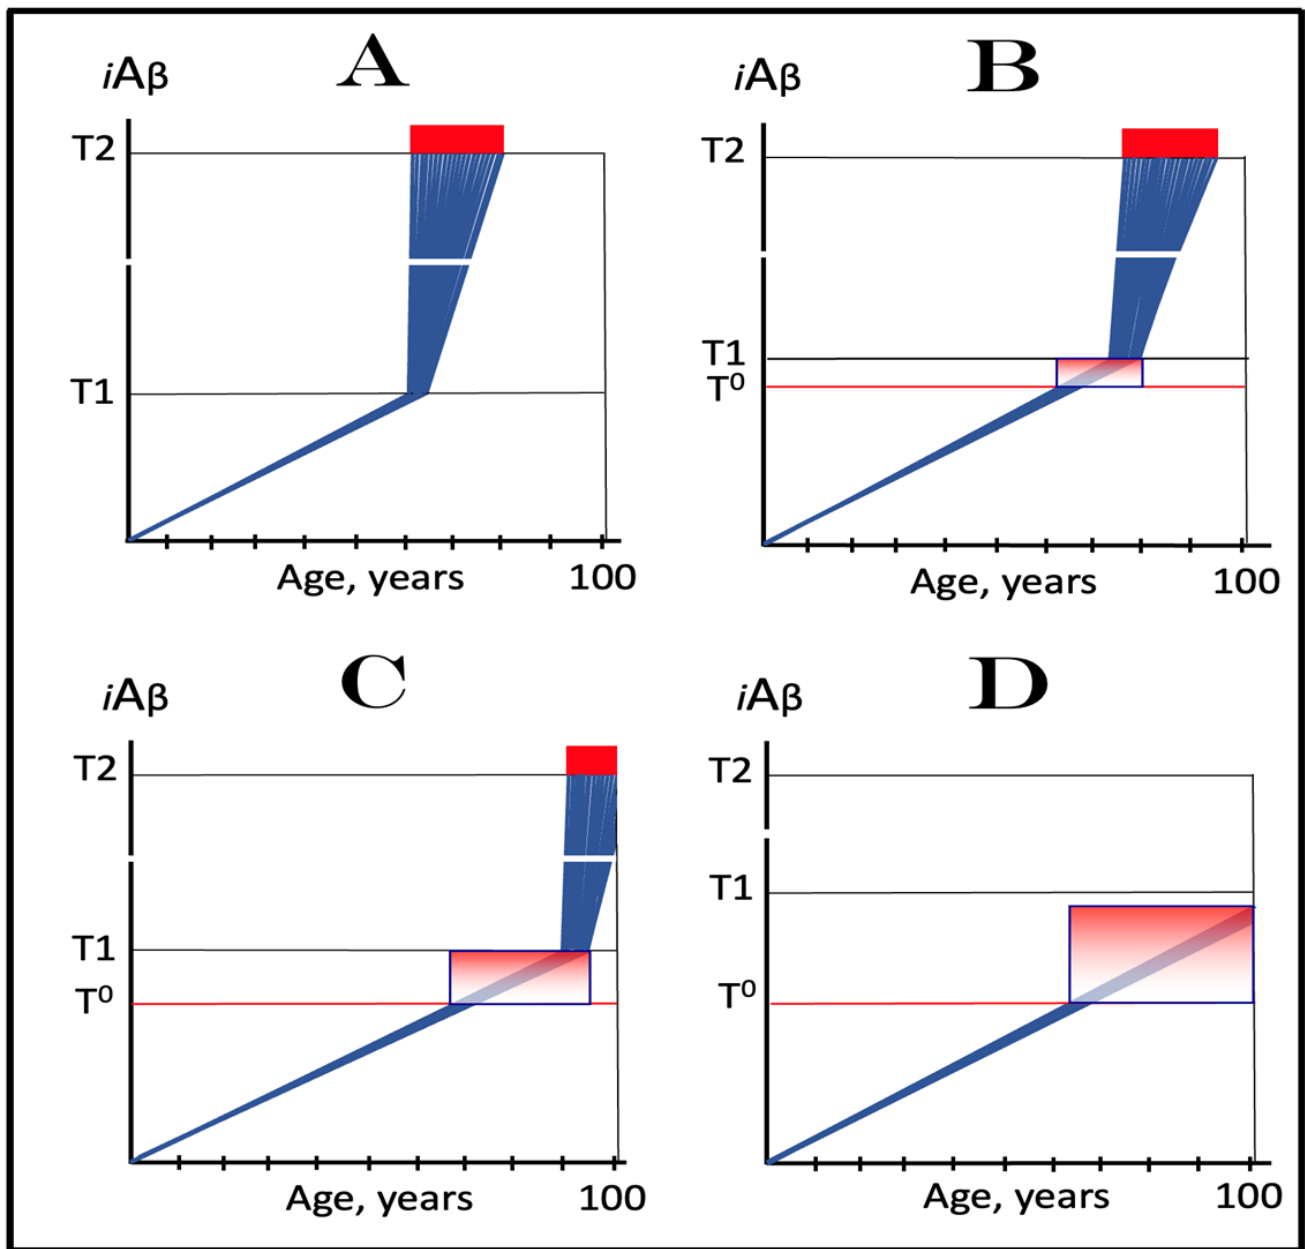 A
iAβ
T2
T1
Age, years 100
B
iAβ
T2
T1
T⁰
Age, years 100
C
iAβ
T2
T1
T⁰
Age, years 100
D
iAβ
T2
T1
T⁰
Age, years 100